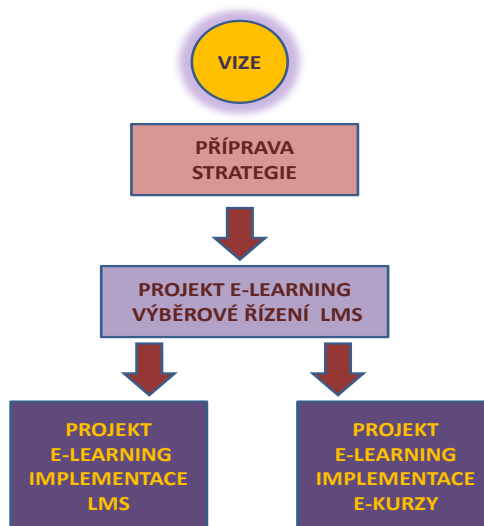 VIZE
PŘÍPRAVA
STRATEGIE
PROJEKT E-LEARNING
VÝBĚROVÉ ŘÍZENÍ LMS
PROJEKT
E-LEARNING
IMPLEMENTACE
LMS
PROJEKT
E-LEARNING
IMPLEMENTACE
E-KURZY